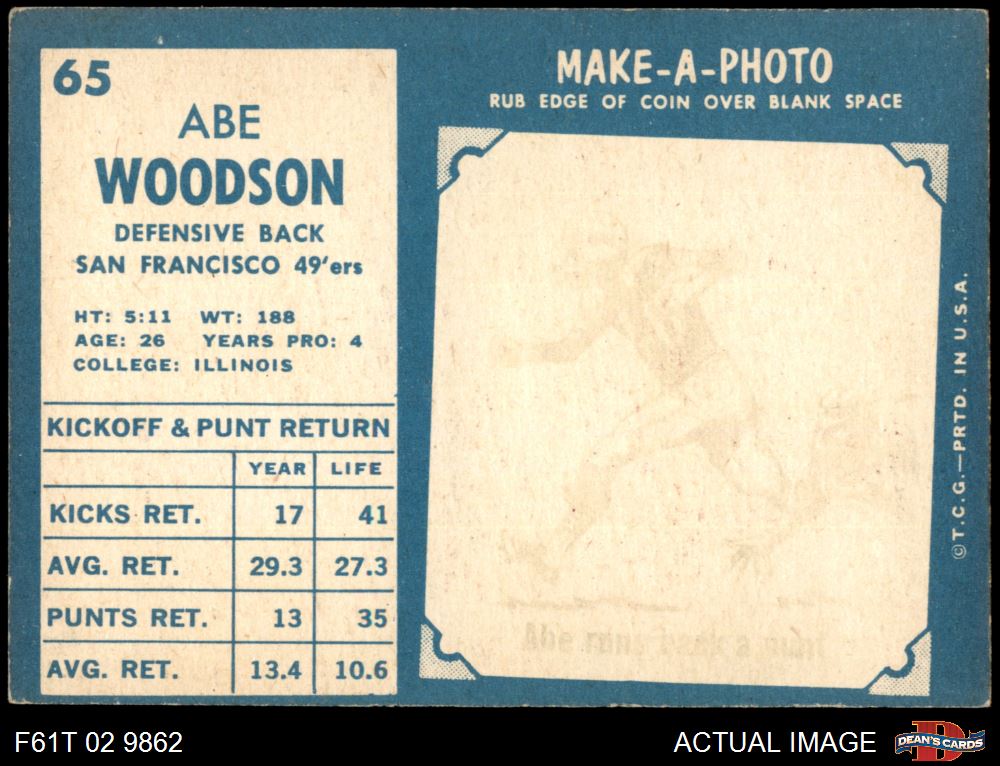 65
ABE
WOODSON
DEFENSIVE BACK
SAN FRANCISCO 49'ers
HT: 5:11 WT: 188
AGE: 26 YEARS PRO: 4
COLLEGE: ILLINOIS
KICKOFF & PUNT RETURN
YEAR LIFE
KICKS RET. 17 41
AVG. RET. 29.3 27.3
PUNTS RET. 13 35
AVG. RET. 13.4 10.6
MAKE-A-PHOTO
RUB EDGE OF COIN OVER BLANK SPACE
Abe runs back a punt
© T.C.G.—PRTD. IN U.S.A.
F61T 02 9862
ACTUAL IMAGE
DEAN'S CARDS